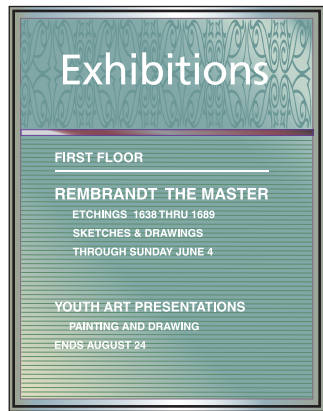 Exhibitions
FIRST FLOOR
REMBRANDT THE MASTER
ETCHINGS 1638 THRU 1689
SKETCHES & DRAWINGS
THROUGH SUNDAY JUNE 4
YOUTH ART PRESENTATIONS
PAINTING AND DRAWING
ENDS AUGUST 24